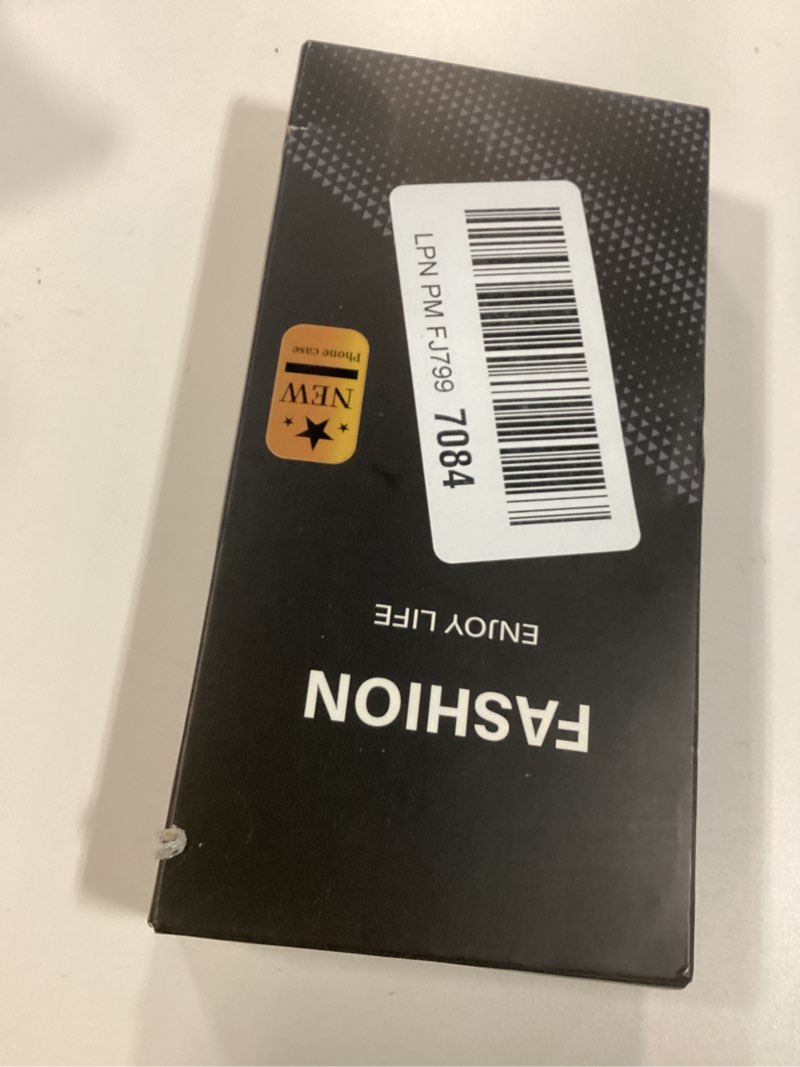 FASHION
ENJOY LIFE
NEW
Phone case
LPN PM FJ799 7084